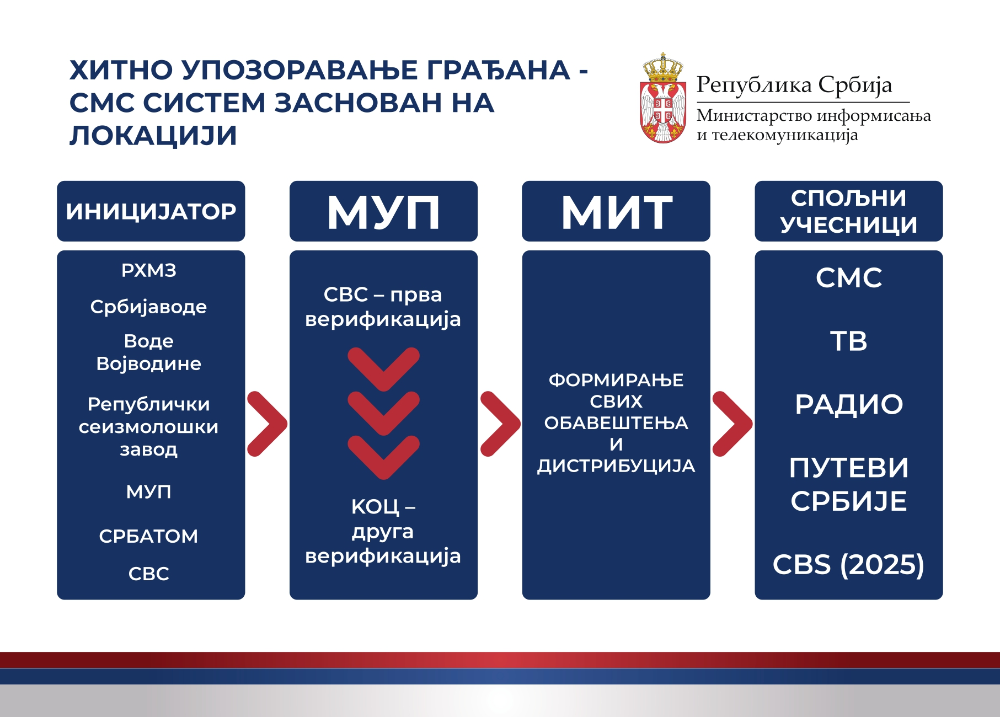 ХИТНО УПОЗОРАВАЊЕ ГРАЂАНА -
СМС СИСТЕМ ЗАСНОВАН НА
ЛОКАЦИЈИ
Република Србија
Министарство информисања
и телекомуникација
ИНИЦИЈАТОР
РХМЗ
Србијаводе
Воде
Војводине
Републички
сеизмолошки
завод
МУП
СРБАТОМ
СВС
МУП
СВС – прва
верификација
КОЦ –
друга
верификација
МИТ
ФОРМИРАЊЕ
СВИХ
ОБАВЕШТЕЊА
И
ДИСТРИБУЦИЈА
СПОЉНИ
УЧЕСНИЦИ
СМС
ТВ
РАДИО
ПУТЕВИ
СРБИЈЕ
CBS (2025)